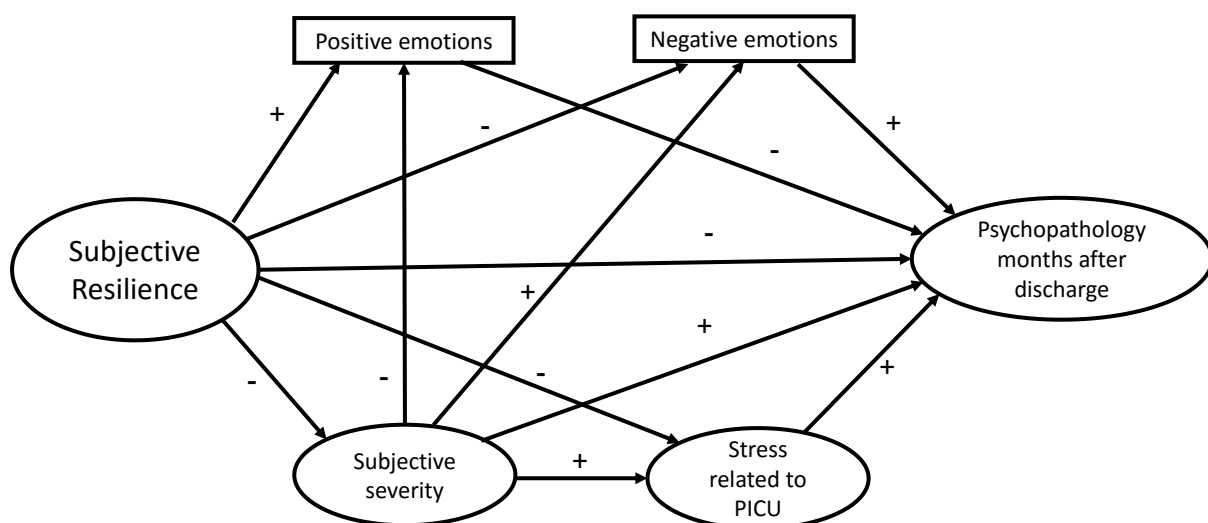 Positive emotions
Negative emotions
+
-
+
-
Subjective
Resilience
-
Psychopathology
months after
discharge
+
+
-
-
-
+
Subjective
severity
+
Stress
related to
PICU